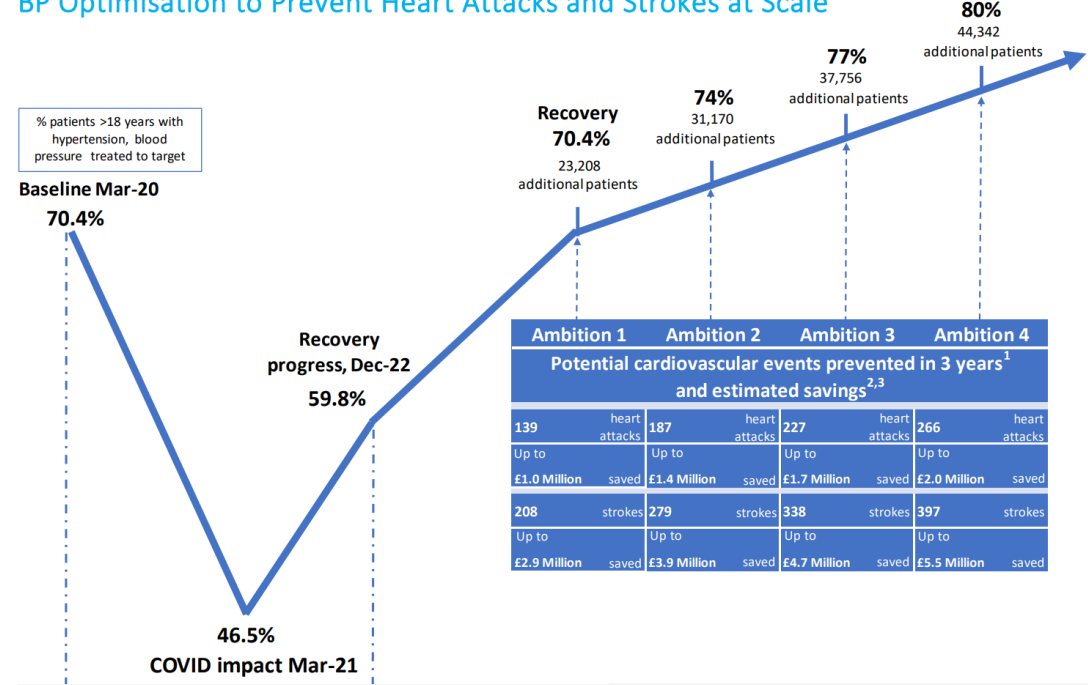 BP Optimisation to Prevent Heart Attacks and Strokes at Scale
% patients >18 years with
hypertension, blood
pressure treated to target
Baseline Mar-20
70.4%
46.5%
COVID impact Mar-21
Recovery
progress, Dec-22
59.8%
Recovery
70.4%
23,208
additional patients
74%
31,170
additional patients
77%
37,756
additional patients
80%
44,342
additional patients
Ambition 1 Ambition 2 Ambition 3 Ambition 4
Potential cardiovascular events prevented in 3 years1
and estimated savings2,3
139 heart attacks
187 heart attacks
227 heart attacks
266 heart attacks
Up to
£1.0 Million saved
Up to
£1.4 Million saved
Up to
£1.7 Million saved
Up to
£2.0 Million saved
208 strokes
279 strokes
338 strokes
397 strokes
Up to
£2.9 Million saved
Up to
£3.9 Million saved
Up to
£4.7 Million saved
Up to
£5.5 Million saved